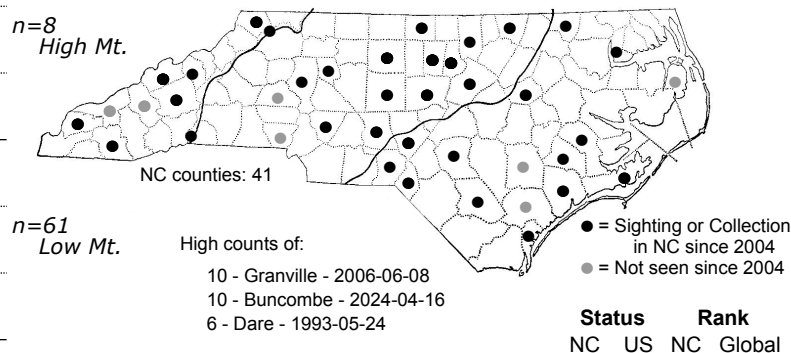 n=8
High Mt.
NC counties: 41
n=61
Low Mt.
High counts of:
10 - Granville - 2006-06-08
10 - Buncombe - 2024-04-16
6 - Dare - 1993-05-24
= Sighting or Collection
in NC since 2004
= Not seen since 2004
Status Rank
NC US NC Global